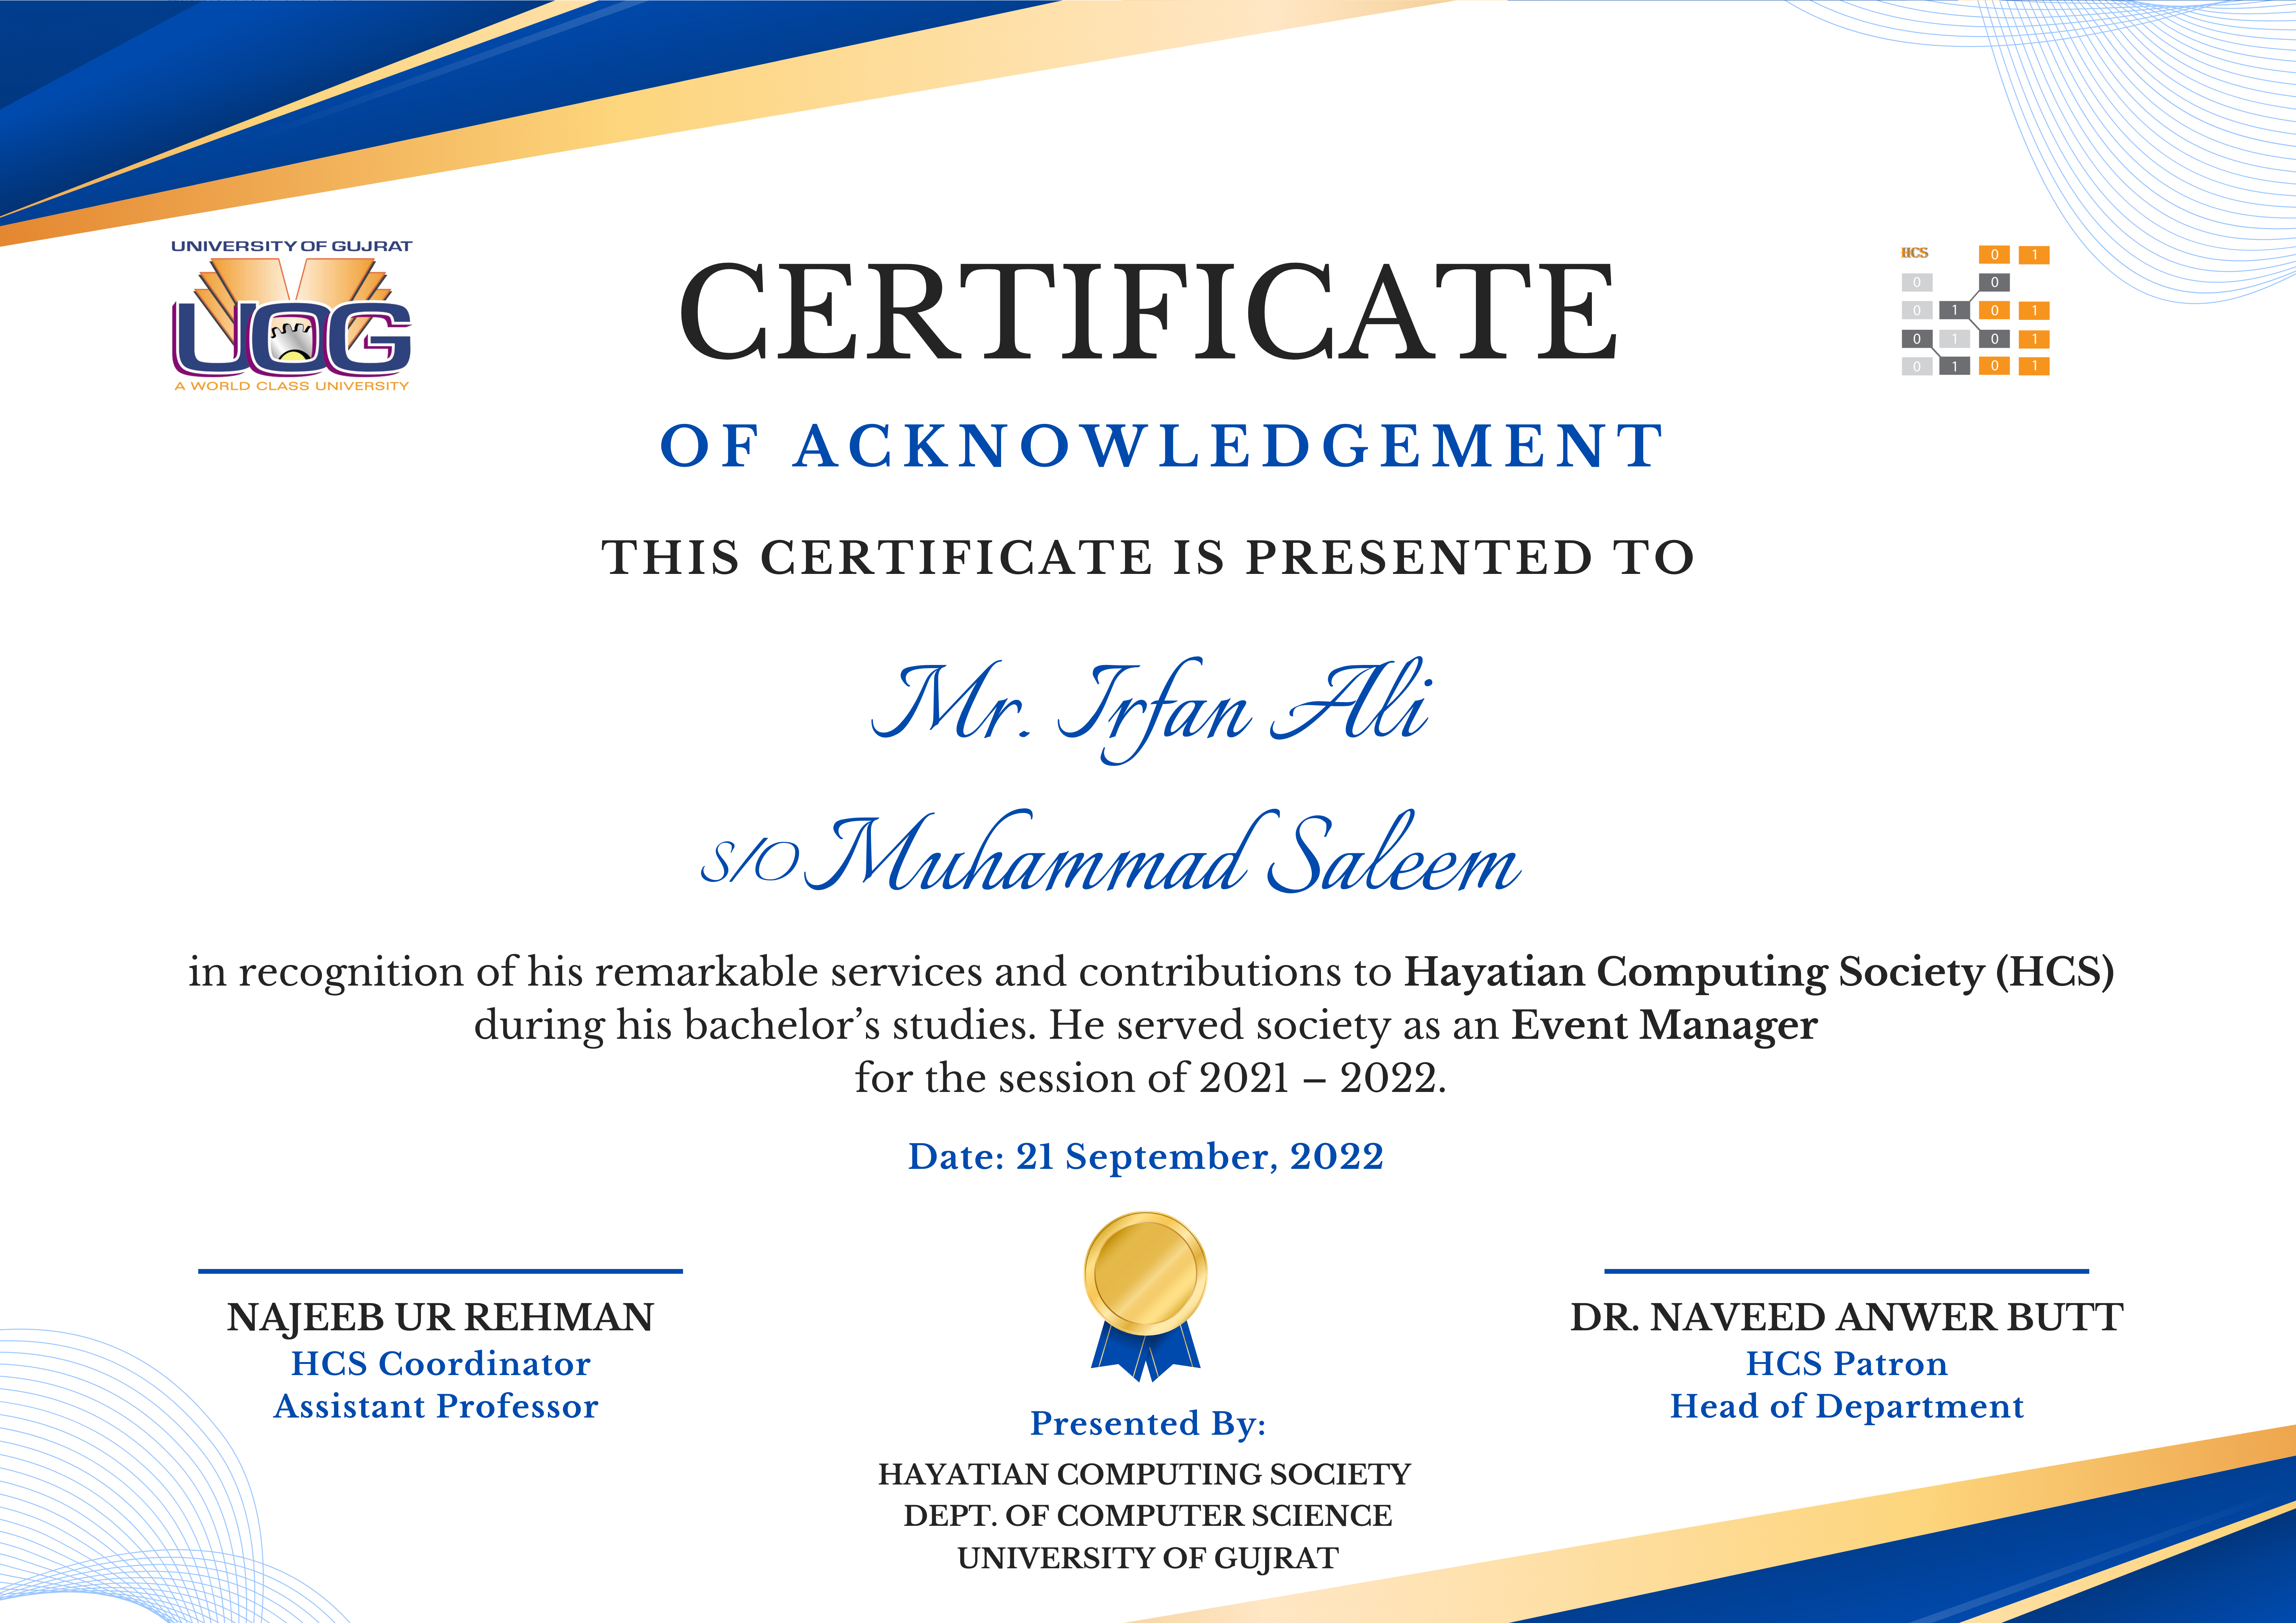 UNIVERSITY OF GUJRAT
UOG
A WORLD CLASS UNIVERSITY
HCS 0 1
0 0
0 1 0 1
0 1 0 1
0 1 0 1
CERTIFICATE
OF ACKNOWLEDGEMENT
THIS CERTIFICATE IS PRESENTED TO
Mr. Irfan Ali
S/O Muhammad Saleem
in recognition of his remarkable services and contributions to Hayatian Computing Society (HCS)
during his bachelor’s studies. He served society as an Event Manager
for the session of 2021 – 2022.
Date: 21 September, 2022
NAJEEB UR REHMAN
HCS Coordinator
Assistant Professor
DR. NAVEED ANWER BUTT
HCS Patron
Head of Department
Presented By:
HAYATIAN COMPUTING SOCIETY
DEPT. OF COMPUTER SCIENCE
UNIVERSITY OF GUJRAT